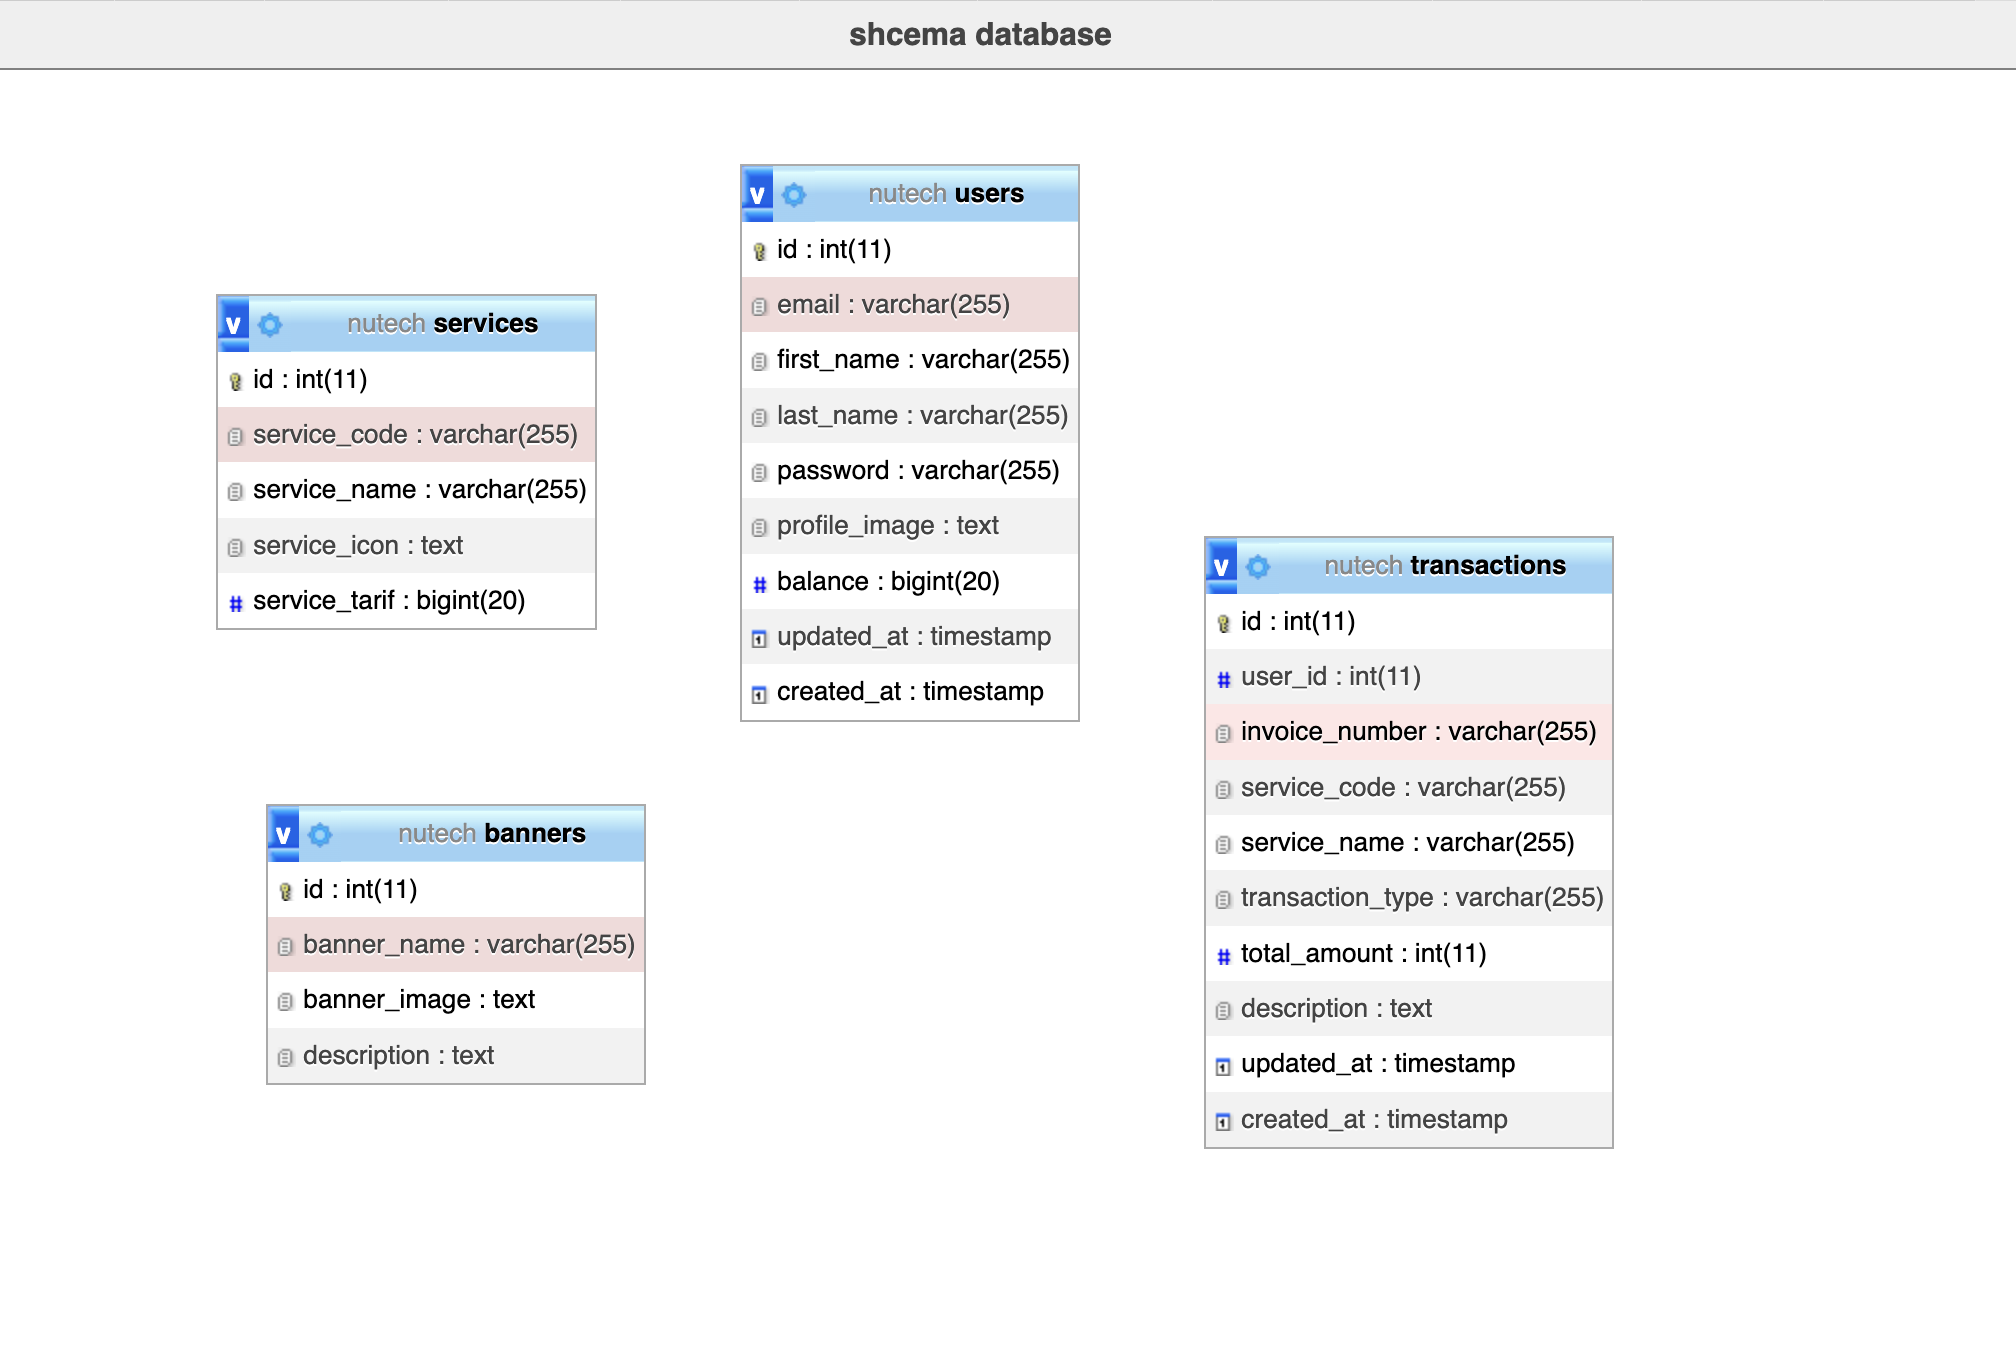 shcema database
nutech users
id : int(11)
email : varchar(255)
first_name : varchar(255)
last_name : varchar(255)
password : varchar(255)
profile_image : text
balance : bigint(20)
updated_at : timestamp
created_at : timestamp
nutech services
id : int(11)
service_code : varchar(255)
service_name : varchar(255)
service_icon : text
service_tarif : bigint(20)
nutech transactions
id : int(11)
user_id : int(11)
invoice_number : varchar(255)
service_code : varchar(255)
service_name : varchar(255)
transaction_type : varchar(255)
total_amount : int(11)
description : text
updated_at : timestamp
created_at : timestamp
nutech banners
id : int(11)
banner_name : varchar(255)
banner_image : text
description : text